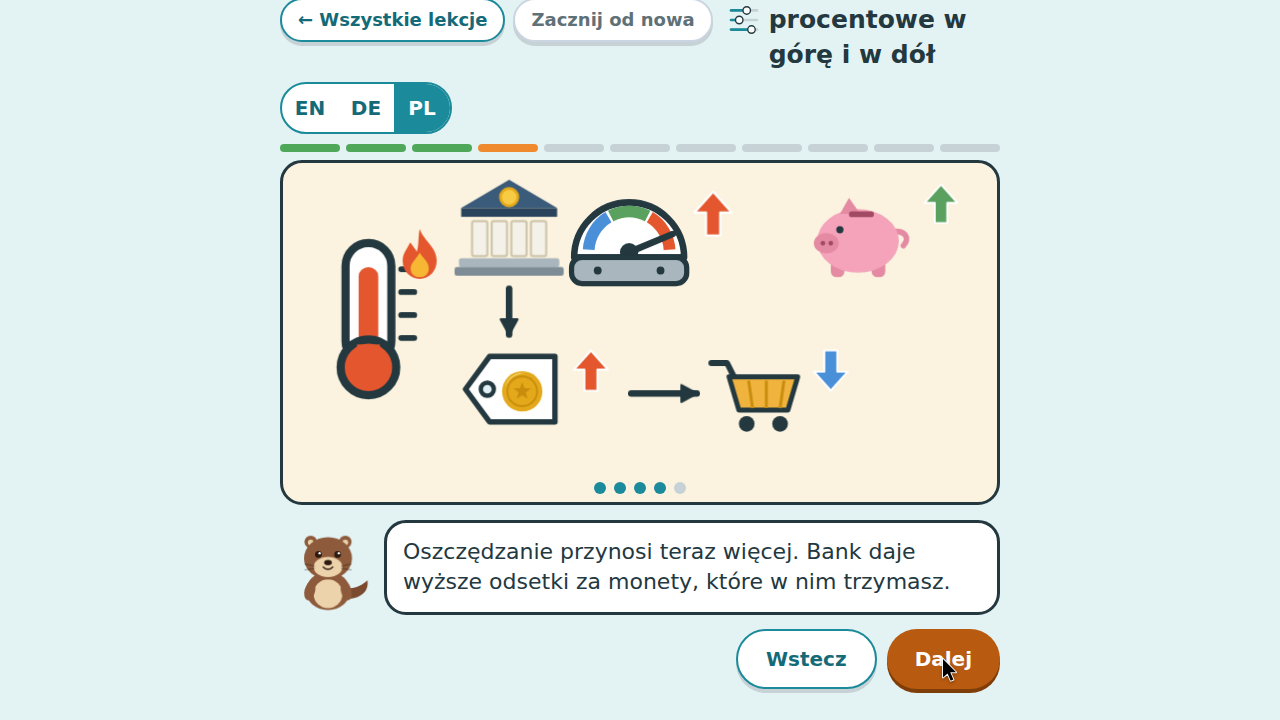 ← Wszystkie lekcje
Zacznij od nowa
procentowe w
górę i w dół
EN DE PL
Oszczędzanie przynosi teraz więcej. Bank daje
wyższe odsetki za monety, które w nim trzymasz.
Wstecz
Dalej